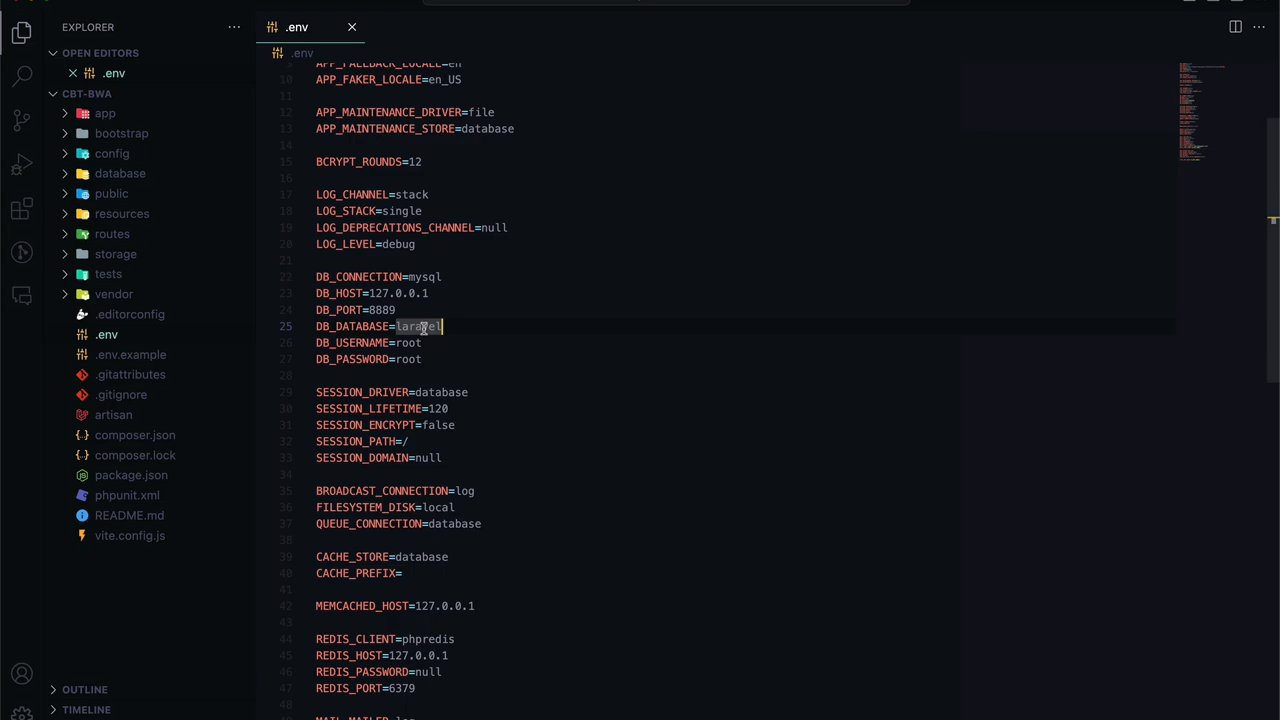 EXPLORER
OPEN EDITORS
.env
CBT-BWA
app
bootstrap
config
database
public
resources
routes
storage
tests
vendor
.editorconfig
.env
.env.example
.gitattributes
.gitignore
artisan
composer.json
composer.lock
package.json
phpunit.xml
README.md
vite.config.js
OUTLINE
TIMELINE
.env
.env
9 APP_FALLBACK_LOCALE=en
10 APP_FAKER_LOCALE=en_US
11
12 APP_MAINTENANCE_DRIVER=file
13 APP_MAINTENANCE_STORE=database
14
15 BCRYPT_ROUNDS=12
16
17 LOG_CHANNEL=stack
18 LOG_STACK=single
19 LOG_DEPRECATIONS_CHANNEL=null
20 LOG_LEVEL=debug
21
22 DB_CONNECTION=mysql
23 DB_HOST=127.0.0.1
24 DB_PORT=8889
25 DB_DATABASE=laravel
26 DB_USERNAME=root
27 DB_PASSWORD=root
28
29 SESSION_DRIVER=database
30 SESSION_LIFETIME=120
31 SESSION_ENCRYPT=false
32 SESSION_PATH=/
33 SESSION_DOMAIN=null
34
35 BROADCAST_CONNECTION=log
36 FILESYSTEM_DISK=local
37 QUEUE_CONNECTION=database
38
39 CACHE_STORE=database
40 CACHE_PREFIX=
41
42 MEMCACHED_HOST=127.0.0.1
43
44 REDIS_CLIENT=phpredis
45 REDIS_HOST=127.0.0.1
46 REDIS_PASSWORD=null
47 REDIS_PORT=6379
48
49 MAIL_MAILER=log